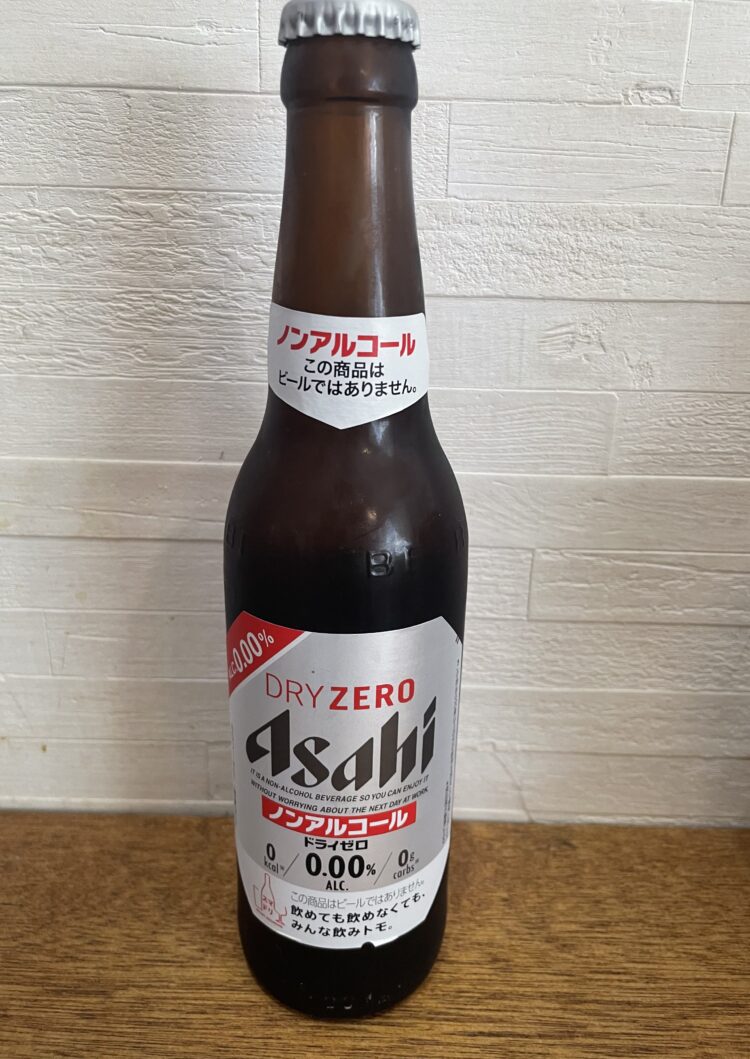 ノンアルコール
この商品は
ビールではありません。
B
ALC.0.00%
DRY ZERO
Asahi
IT IS A NON-ALCOHOL BEVERAGE SO YOU CAN ENJOY IT
WITHOUT WORRYING ABOUT THE NEXT DAY AT WORK.
ノンアルコール
ドライゼロ
0 kcal※ / 0.00% / 0g carbs※
ALC.
この商品はビールではありません。
スマドリ
飲めても飲めなくても、
みんな飲みトモ。